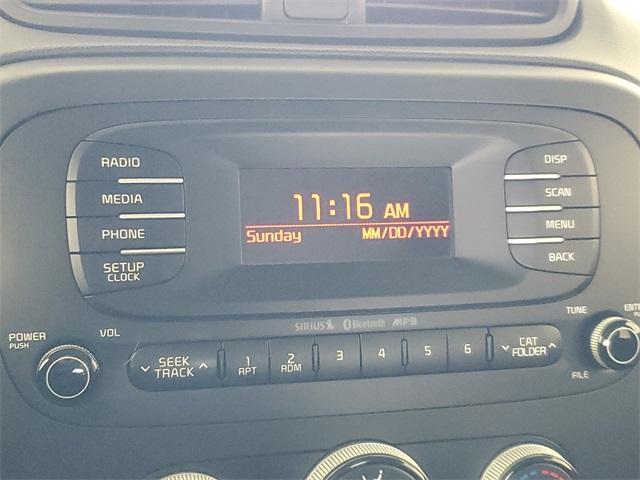 RADIO
MEDIA
PHONE
SETUP
CLOCK
11:16 AM
Sunday MM/DD/YYYY
DISP
SCAN
MENU
BACK
SIRIUS Bluetooth MP3
POWER
PUSH
VOL
SEEK
TRACK
1
RPT
2
RDM
3
4
5
6
CAT
FOLDER
TUNE
FILE